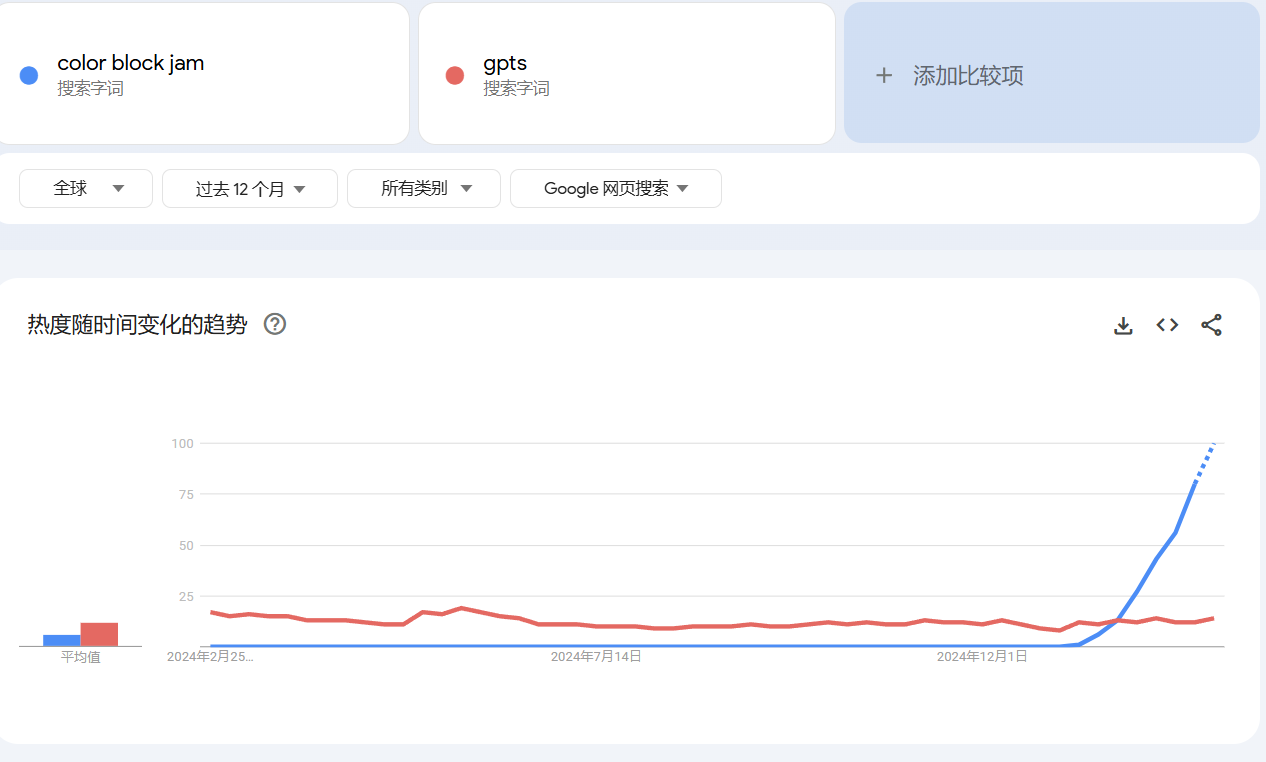 color block jam
搜索字词
gpts
搜索字词
+ 添加比较项
全球
过去 12 个月
所有类别
Google 网页搜索
热度随时间变化的趋势
100
75
50
25
平均值
2024年2月25…
2024年7月14日
2024年12月1日